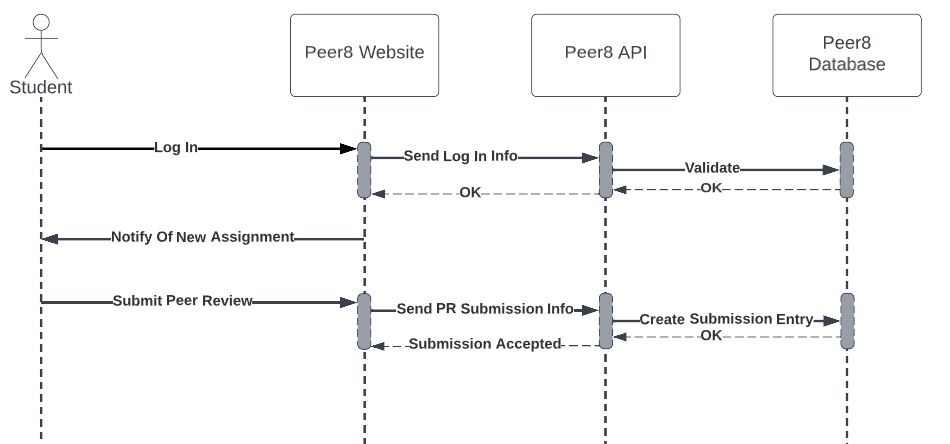 Student
Peer8 Website
Peer8 API
Peer8
Database
Log In
Send Log In Info
Validate
OK
OK
Notify Of New Assignment
Submit Peer Review
Send PR Submission Info
Create Submission Entry
OK
Submission Accepted